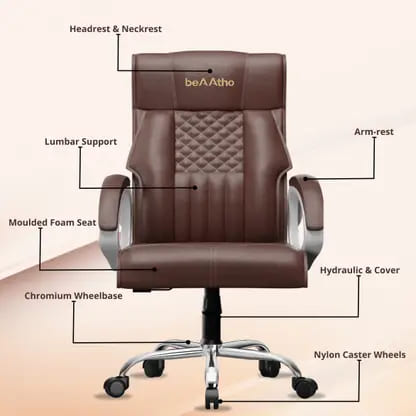 Headrest & Neckrest
beAAtho
Lumbar Support
Arm-rest
Moulded Foam Seat
Hydraulic & Cover
Chromium Wheelbase
Nylon Caster Wheels